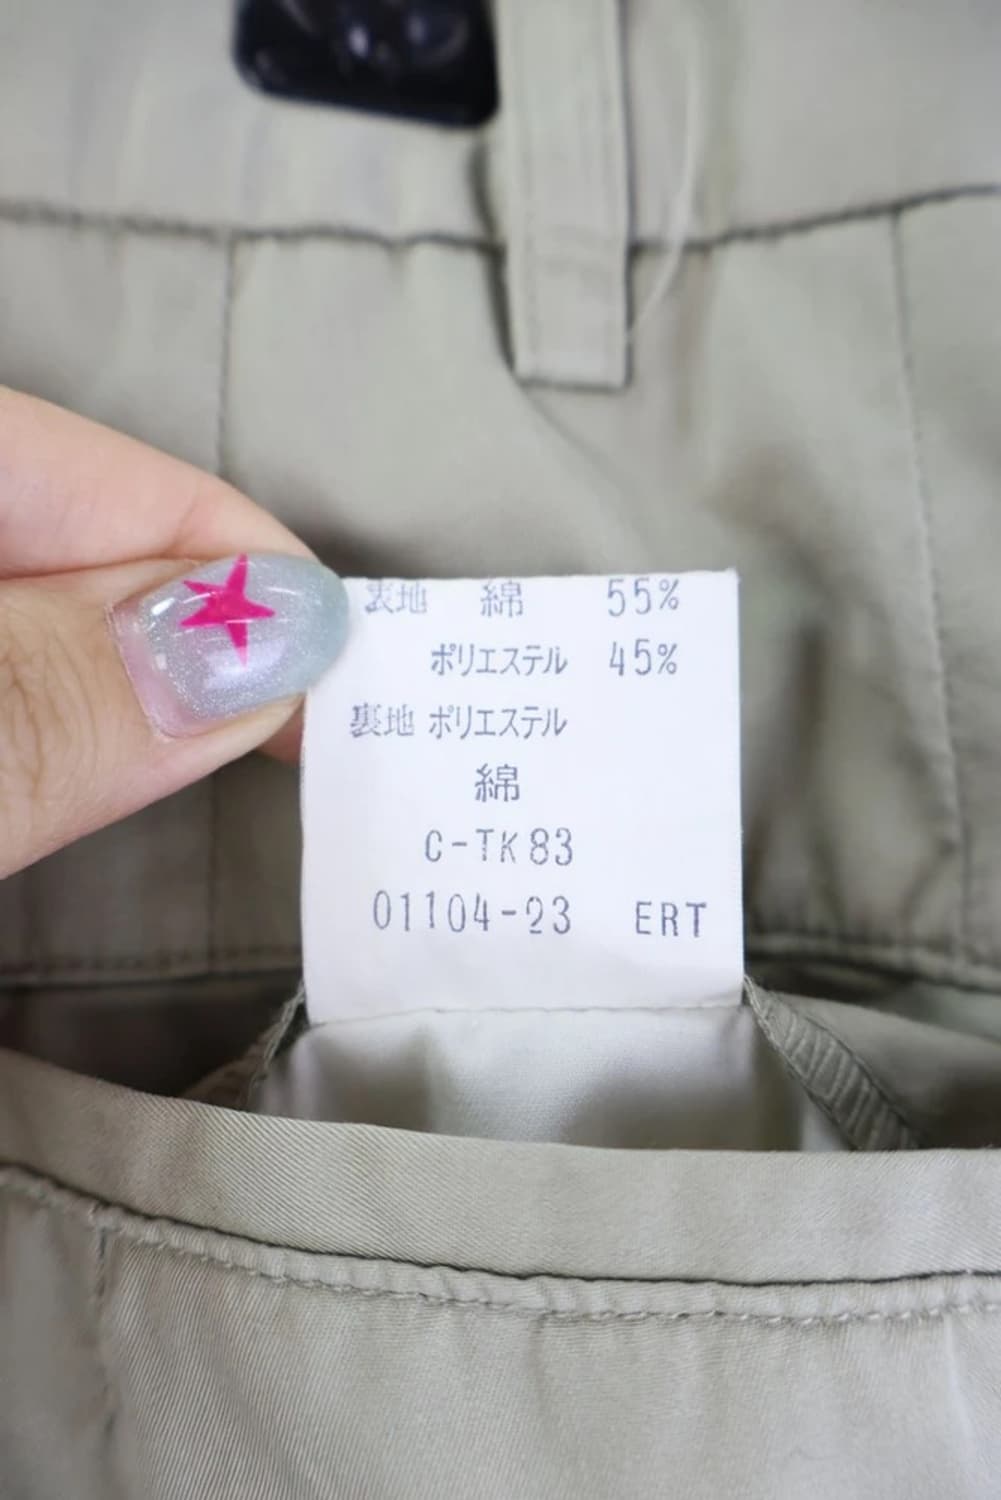 裏地 綿 55%
ポリエステル 45%
裏地 ポリエステル
綿
C-TK83
01104-23 ERT